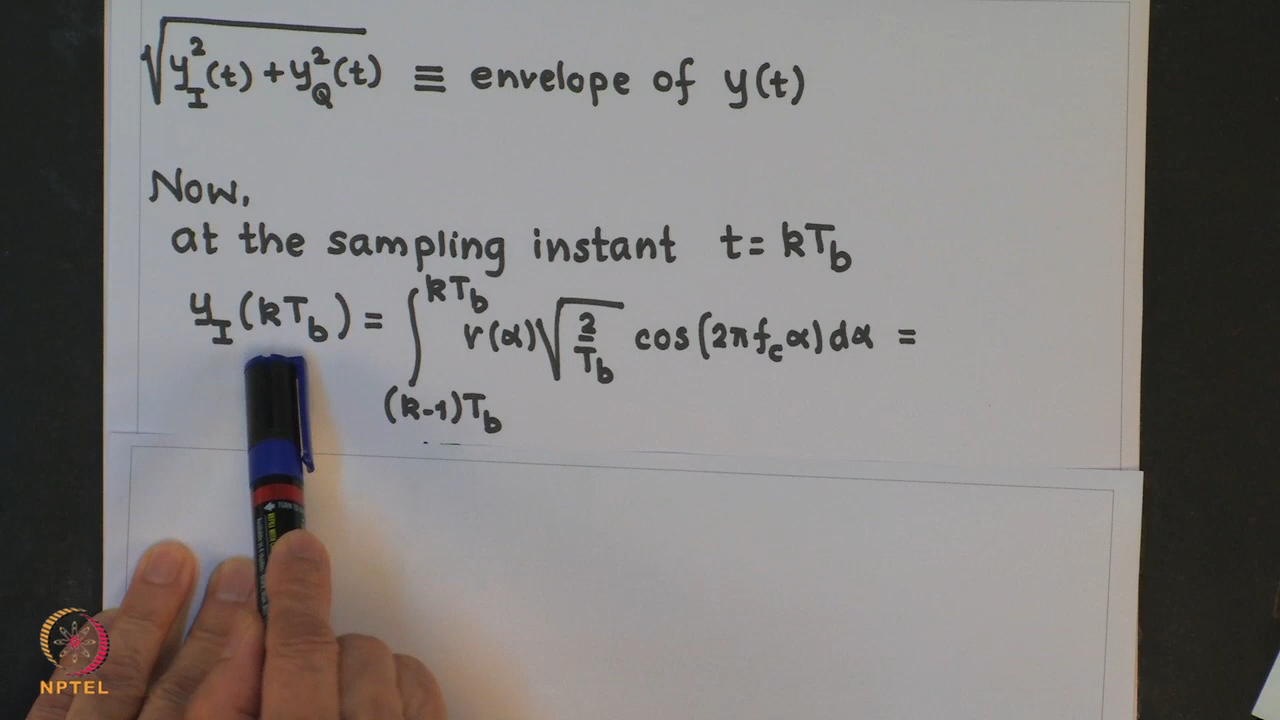 √(y_I²(t) + y_Q²(t)) ≡ envelope of y(t)
Now,
at the sampling instant t = kT_b
y_I(kT_b) = ∫_{(k-1)T_b}^{kT_b} r(α) √(2/T_b) cos(2πf_cα)dα =
NPTEL